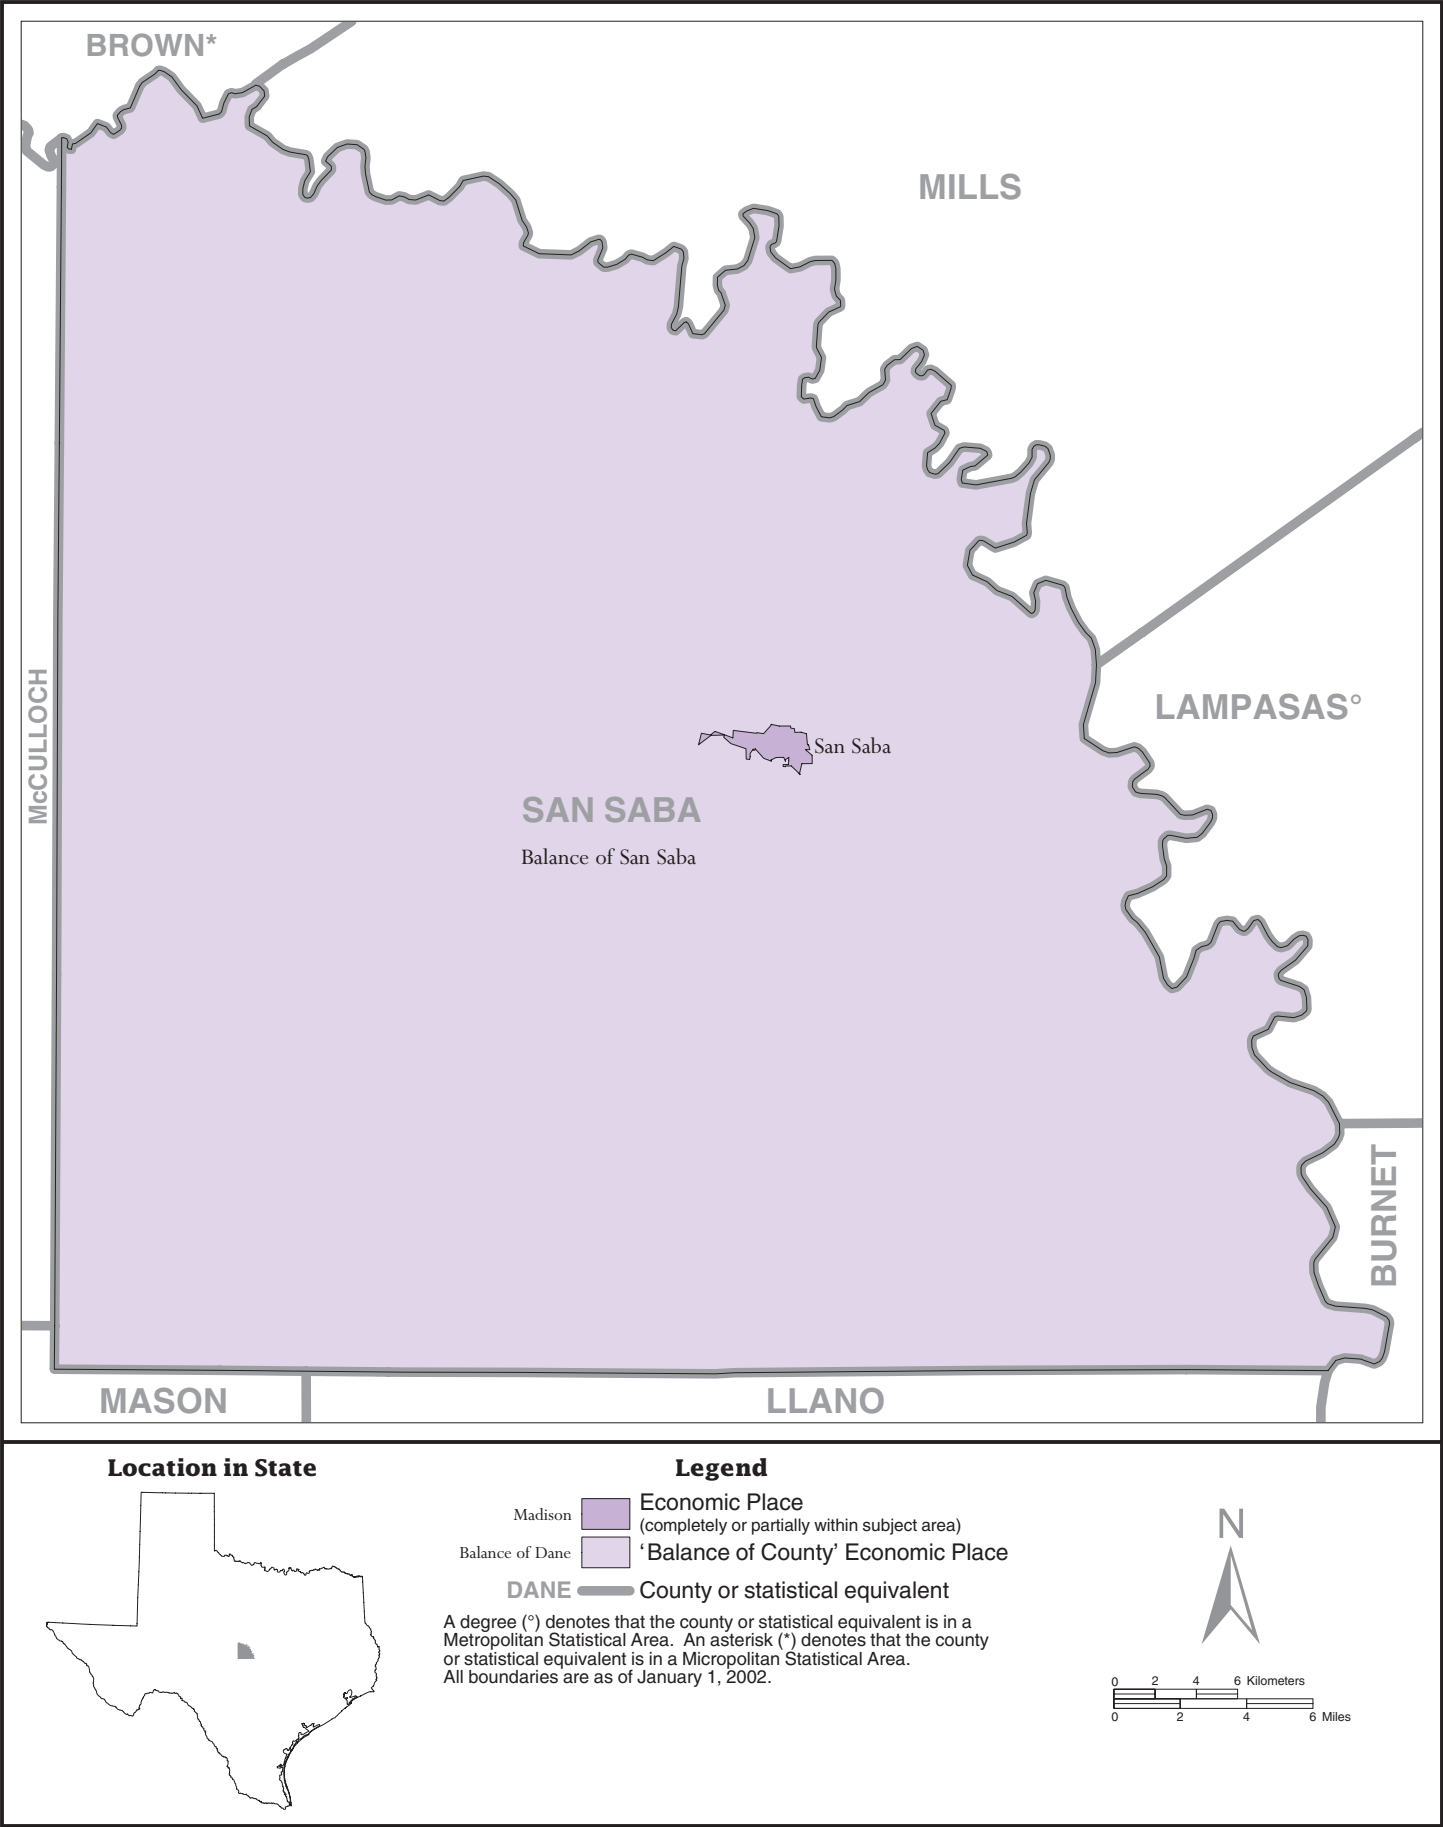 BROWN*
MILLS
McCULLOCH
LAMPASAS°
San Saba
SAN SABA
Balance of San Saba
BURNET
MASON
LLANO
Location in State
Legend
Madison
Economic Place
(completely or partially within subject area)
Balance of Dane
‘Balance of County’ Economic Place
DANE
County or statistical equivalent
A degree (°) denotes that the county or statistical equivalent is in a
Metropolitan Statistical Area. An asterisk (*) denotes that the county
or statistical equivalent is in a Micropolitan Statistical Area.
All boundaries are as of January 1, 2002.
N
0 2 4 6 Kilometers
0 2 4 6 Miles